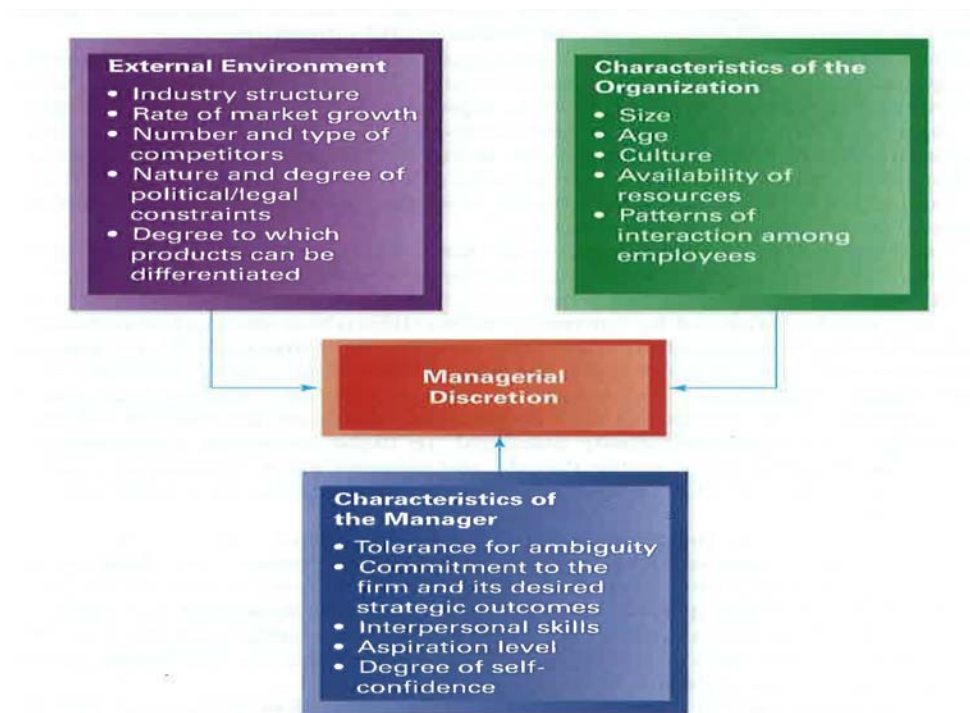 External Environment
• Industry structure
• Rate of market growth
• Number and type of
competitors
• Nature and degree of
political/legal
constraints
• Degree to which
products can be
differentiated
Characteristics of the
Organization
• Size
• Age
• Culture
• Availability of
resources
• Patterns of
interaction among
employees
Managerial
Discretion
Characteristics of
the Manager
• Tolerance for ambiguity
• Commitment to the
firm and its desired
strategic outcomes
• Interpersonal skills
• Aspiration level
• Degree of self-
confidence